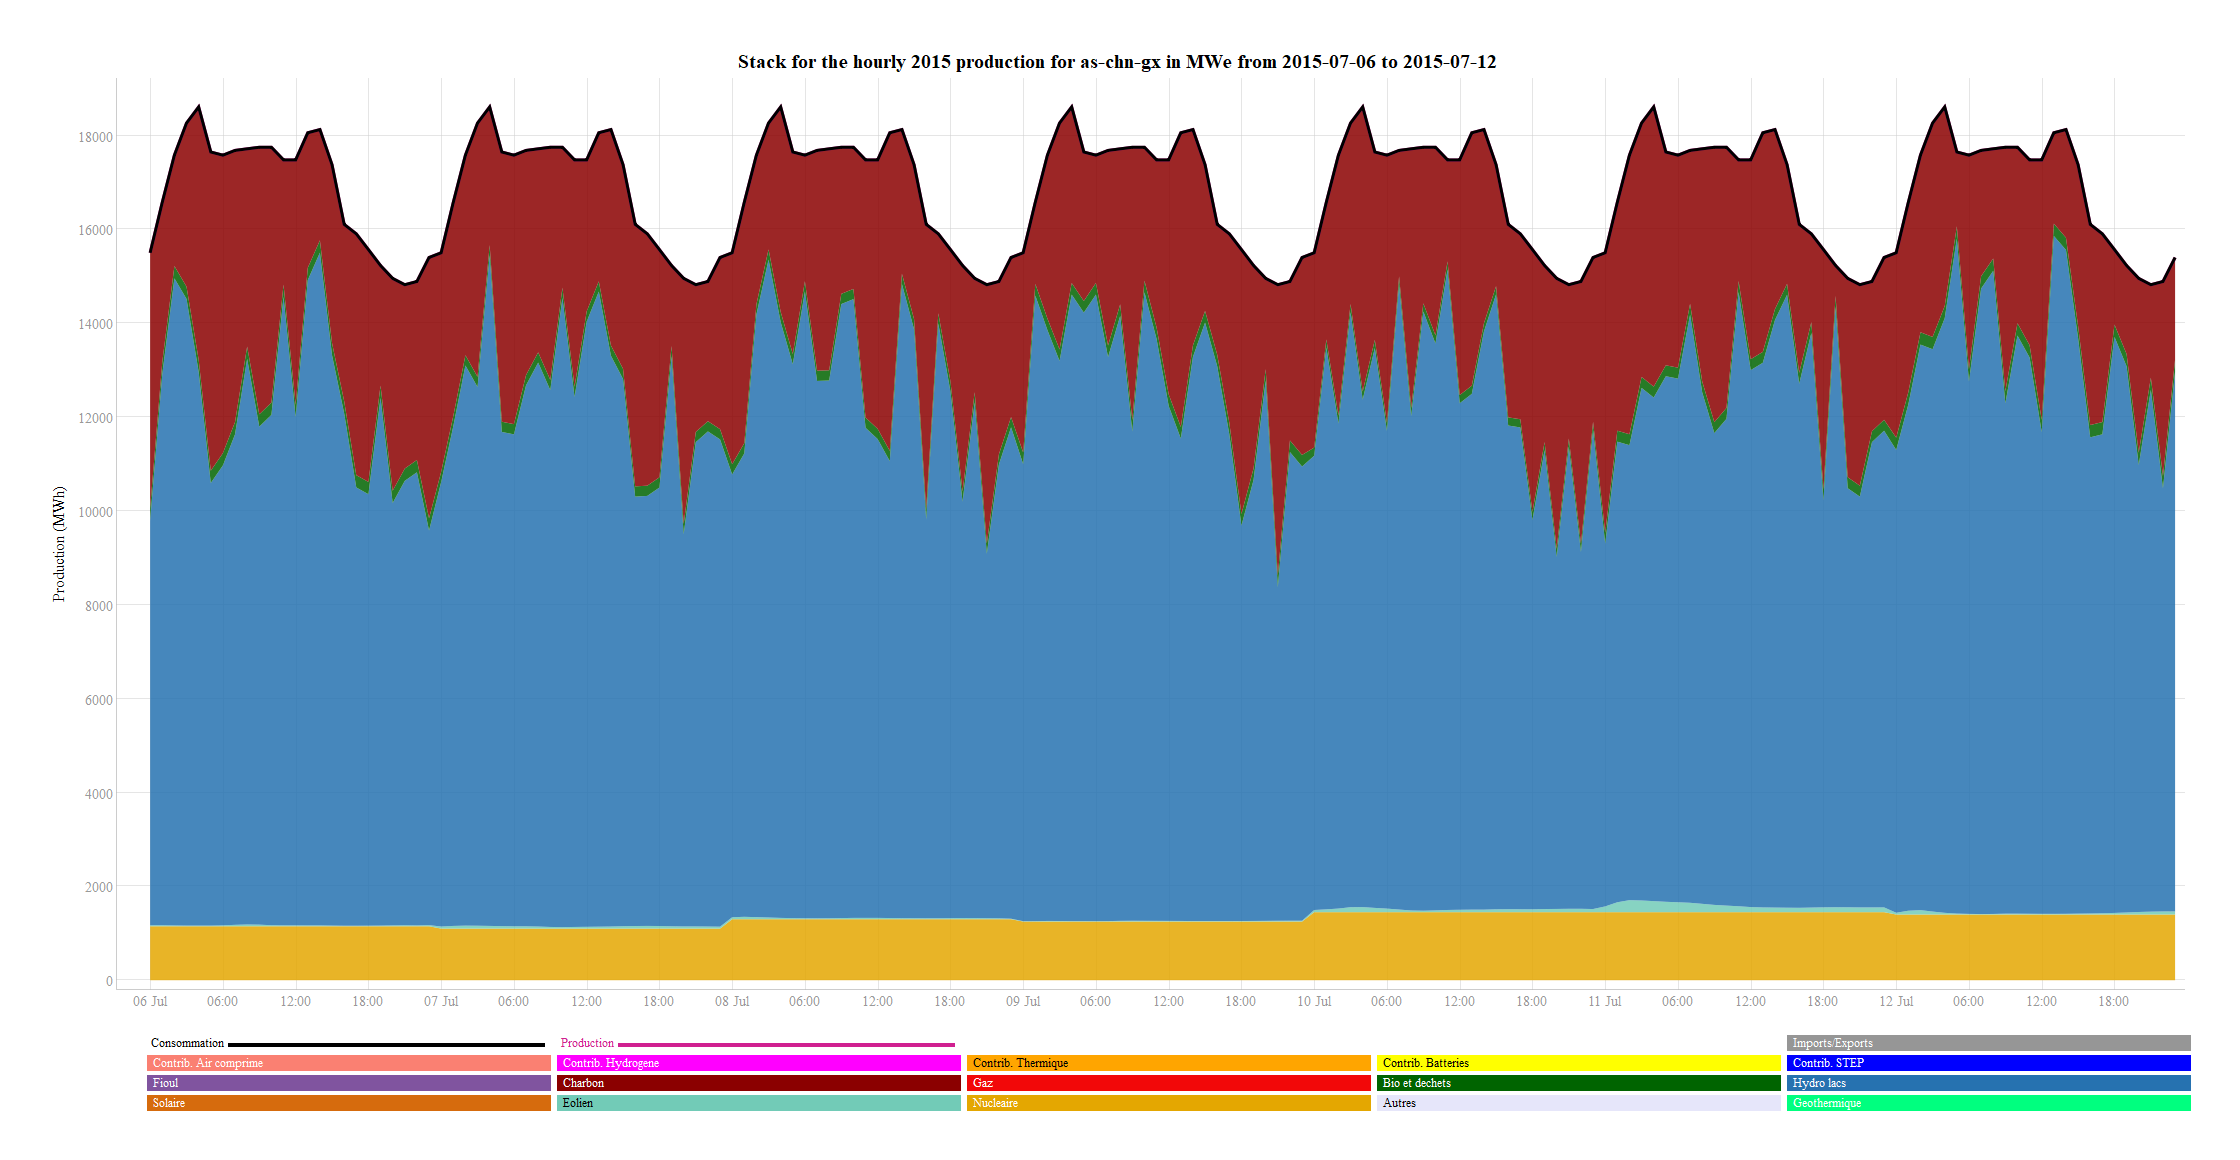 Stack for the hourly 2015 production for as-chn-gx in MWe from 2015-07-06 to 2015-07-12
18000
16000
14000
12000
10000
8000
6000
4000
2000
0
Production (MWh)
06 Jul 06:00 12:00 18:00 07 Jul 06:00 12:00 18:00 08 Jul 06:00 12:00 18:00 09 Jul 06:00 12:00 18:00 10 Jul 06:00 12:00 18:00 11 Jul 06:00 12:00 18:00 12 Jul 06:00 12:00 18:00
Consommation Production Imports/Exports
Contrib. Air comprime Contrib. Hydrogene Contrib. Thermique Contrib. Batteries Contrib. STEP
Fioul Charbon Gaz Bio et dechets Hydro lacs
Solaire Eolien Nucleaire Autres Geothermique